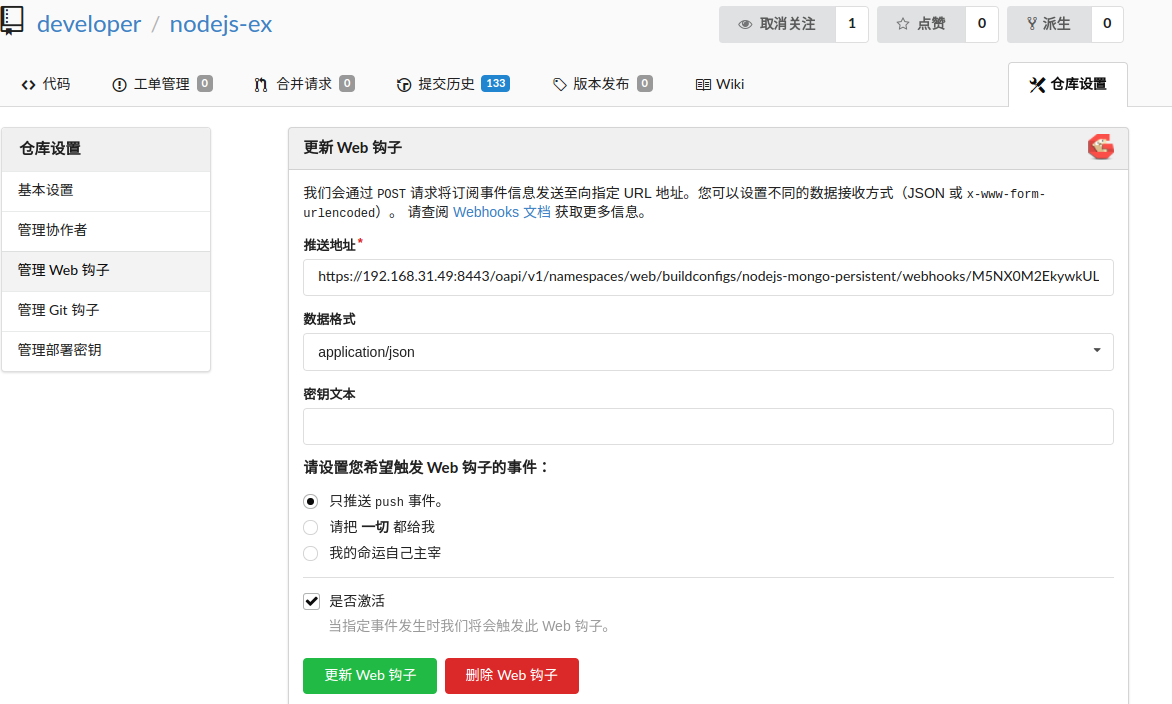 developer / nodejs-ex
取消关注 1 点赞 0 派生 0
代码 工单管理 0 合并请求 0 提交历史 133 版本发布 0 Wiki 仓库设置
仓库设置
基本设置
管理协作者
管理 Web 钩子
管理 Git 钩子
管理部署密钥
更新 Web 钩子
我们会通过 POST 请求将订阅事件信息发送至向指定 URL 地址。您可以设置不同的数据接收方式（JSON 或 x-www-form-
urlencoded）。 请查阅 Webhooks 文档 获取更多信息。
推送地址*
https://192.168.31.49:8443/oapi/v1/namespaces/web/buildconfigs/nodejs-mongo-persistent/webhooks/M5NX0M2EkywkUL
数据格式
application/json
密钥文本
请设置您希望触发 Web 钩子的事件：
只推送 push 事件。
请把 一切 都给我
我的命运自己主宰
是否激活
当指定事件发生时我们将会触发此 Web 钩子。
更新 Web 钩子 删除 Web 钩子